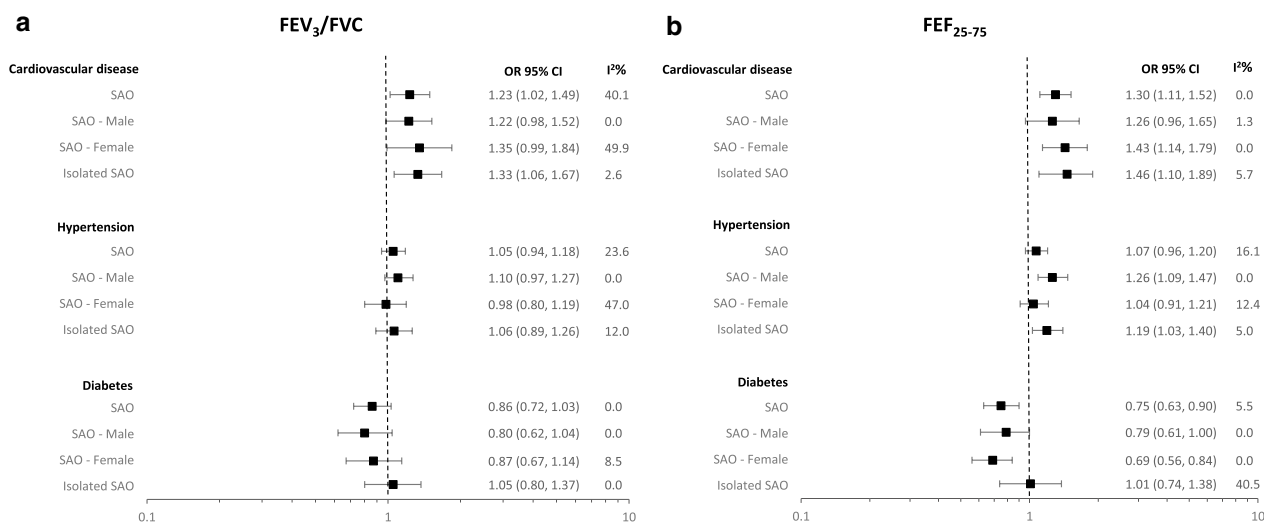 a
FEV3/FVC
Cardiovascular disease OR 95% CI I²%
SAO 1.23 (1.02, 1.49) 40.1
SAO - Male 1.22 (0.98, 1.52) 0.0
SAO - Female 1.35 (0.99, 1.84) 49.9
Isolated SAO 1.33 (1.06, 1.67) 2.6
Hypertension
SAO 1.05 (0.94, 1.18) 23.6
SAO - Male 1.10 (0.97, 1.27) 0.0
SAO - Female 0.98 (0.80, 1.19) 47.0
Isolated SAO 1.06 (0.89, 1.26) 12.0
Diabetes
SAO 0.86 (0.72, 1.03) 0.0
SAO - Male 0.80 (0.62, 1.04) 0.0
SAO - Female 0.87 (0.67, 1.14) 8.5
Isolated SAO 1.05 (0.80, 1.37) 0.0
0.1 1 10
b
FEF25-75
Cardiovascular disease OR 95% CI I²%
SAO 1.30 (1.11, 1.52) 0.0
SAO - Male 1.26 (0.96, 1.65) 1.3
SAO - Female 1.43 (1.14, 1.79) 0.0
Isolated SAO 1.46 (1.10, 1.89) 5.7
Hypertension
SAO 1.07 (0.96, 1.20) 16.1
SAO - Male 1.26 (1.09, 1.47) 0.0
SAO - Female 1.04 (0.91, 1.21) 12.4
Isolated SAO 1.19 (1.03, 1.40) 5.0
Diabetes
SAO 0.75 (0.63, 0.90) 5.5
SAO - Male 0.79 (0.61, 1.00) 0.0
SAO - Female 0.69 (0.56, 0.84) 0.0
Isolated SAO 1.01 (0.74, 1.38) 40.5
0.1 1 10